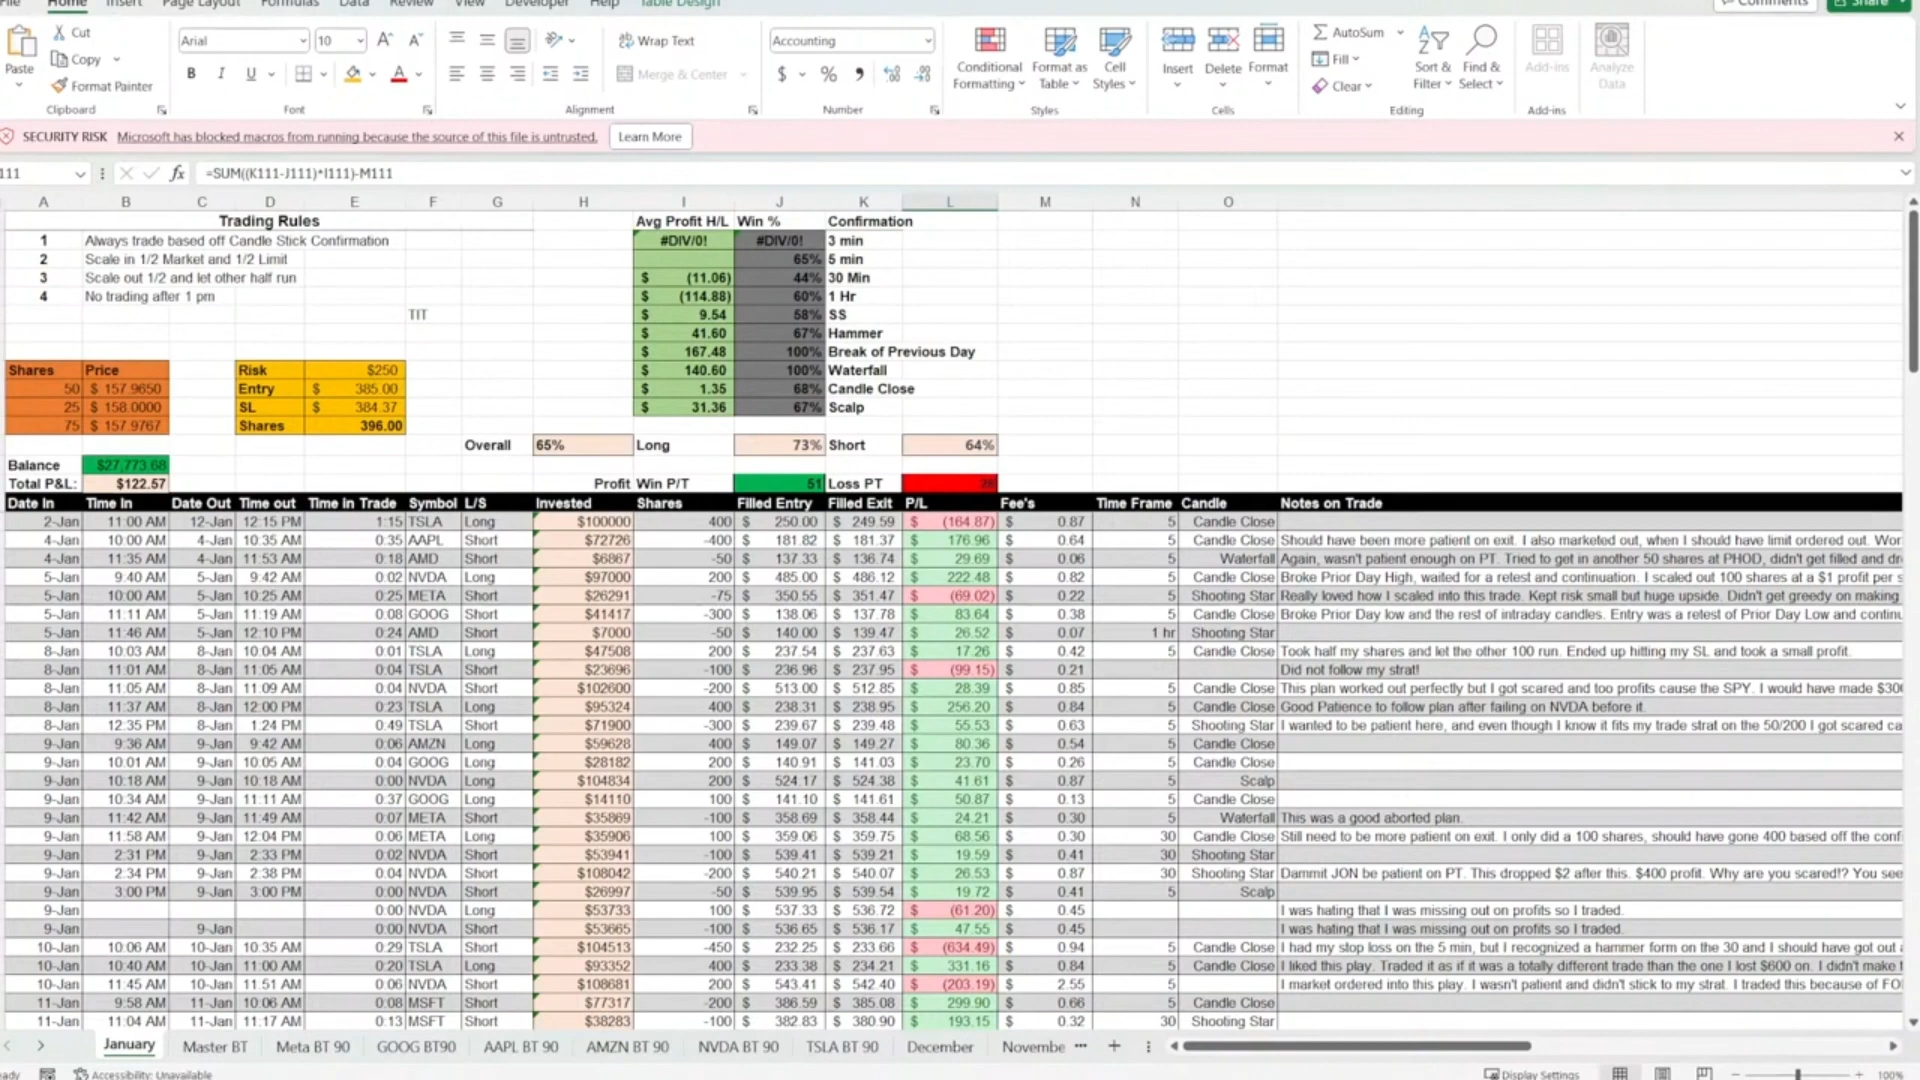 File Home Insert Page Layout Formulas Data Review View Developer Help Table Design Comments Share
Paste Cut Copy Format Painter Arial 10 Wrap Text Merge & Center Accounting Conditional Formatting Format as Table Cell Styles Insert Delete Format AutoSum Fill Clear Sort & Filter Find & Select Add-ins Analyze Data
Clipboard Font Alignment Number Styles Cells Editing Add-ins
SECURITY RISK Microsoft has blocked macros from running because the source of this file is untrusted. Learn More
111 fx =SUM((K111-J111)*I111)-M111
A B C D E F G H I J K L M N O
Trading Rules Avg Profit H/L Win % Confirmation
1 Always trade based off Candle Stick Confirmation #DIV/0! #DIV/0! 3 min
2 Scale in 1/2 Market and 1/2 Limit 65% 5 min
3 Scale out 1/2 and let other half run $ (11.06) 44% 30 Min
4 No trading after 1 pm $ (114.88) 60% 1 Hr
TIT $ 9.54 58% SS
$ 41.60 67% Hammer
$ 167.48 100% Break of Previous Day
Shares Price Risk $250 $ 140.60 100% Waterfall
50 $ 157.9650 Entry $ 385.00 $ 1.35 68% Candle Close
25 $ 158.0000 SL $ 384.37 $ 31.36 67% Scalp
75 $ 157.9767 Shares 396.00
Overall 65% Long 73% Short 64%
Balance $27,773.68
Total P&L: $122.57 Profit Win P/T 51 Loss PT 28
Date In Time In Date Out Time out Time in Trade Symbol L/S Invested Shares Filled Entry Filled Exit P/L Fee's Time Frame Candle Notes on Trade
2-Jan 11:00 AM 12-Jan 12:15 PM 1:15 TSLA Long $100000 400 $ 250.00 $ 249.59 $ (164.87) $ 0.87 5 Candle Close
4-Jan 10:00 AM 4-Jan 10:35 AM 0:35 AAPL Short $72726 -400 $ 181.82 $ 181.37 $ 176.96 $ 0.64 5 Candle Close Should have been more patient on exit. I also marketed out, when I should have limit ordered out. Wor
4-Jan 11:35 AM 4-Jan 11:53 AM 0:18 AMD Short $6867 -50 $ 137.33 $ 136.74 $ 29.69 $ 0.06 5 Waterfall Again, wasn't patient enough on PT. Tried to get in another 50 shares at PHOD, didn't get filled and dr
5-Jan 9:40 AM 5-Jan 9:42 AM 0:02 NVDA Long $97000 200 $ 485.00 $ 486.12 $ 222.48 $ 0.82 5 Candle Close Broke Prior Day High, waited for a retest and continuation. I scaled out 100 shares at a $1 profit per s
5-Jan 10:00 AM 5-Jan 10:25 AM 0:25 META Short $26291 -75 $ 350.55 $ 351.47 $ (69.02) $ 0.22 5 Shooting Star Really loved how I scaled into this trade. Kept risk small but huge upside. Didn't get greedy on making
5-Jan 11:11 AM 5-Jan 11:19 AM 0:08 GOOG Short $41417 -300 $ 138.06 $ 137.78 $ 83.64 $ 0.38 5 Candle Close Broke Prior Day low and the rest of intraday candles. Entry was a retest of Prior Day Low and continu
5-Jan 11:46 AM 5-Jan 12:10 PM 0:24 AMD Short $7000 -50 $ 140.00 $ 139.47 $ 26.52 $ 0.07 1 hr Shooting Star
8-Jan 10:03 AM 8-Jan 10:04 AM 0:01 TSLA Long $47508 200 $ 237.54 $ 237.63 $ 17.26 $ 0.42 5 Candle Close Took half my shares and let the other 100 run. Ended up hitting my SL and took a small profit.
8-Jan 11:01 AM 8-Jan 11:05 AM 0:04 TSLA Short $23696 -100 $ 236.96 $ 237.95 $ (99.15) $ 0.21 Did not follow my strat!
8-Jan 11:05 AM 8-Jan 11:09 AM 0:04 NVDA Short $102600 -200 $ 513.00 $ 512.85 $ 28.39 $ 0.85 5 Candle Close This plan worked out perfectly but I got scared and too profits cause the SPY. I would have made $30
8-Jan 11:37 AM 8-Jan 12:00 PM 0:23 TSLA Long $95324 400 $ 238.31 $ 238.95 $ 256.20 $ 0.84 5 Candle Close Good Patience to follow plan after failing on NVDA before it.
8-Jan 12:35 PM 8-Jan 1:24 PM 0:49 TSLA Short $71900 -300 $ 239.67 $ 239.48 $ 55.53 $ 0.63 5 Shooting Star I wanted to be patient here, and even though I know it fits my trade strat on the 50/200 I got scared ca
9-Jan 9:36 AM 9-Jan 9:42 AM 0:06 AMZN Long $59628 400 $ 149.07 $ 149.27 $ 80.36 $ 0.54 5 Candle Close
9-Jan 10:01 AM 9-Jan 10:05 AM 0:04 GOOG Long $28182 200 $ 140.91 $ 141.03 $ 23.70 $ 0.26 5 Candle Close
9-Jan 10:18 AM 9-Jan 10:18 AM 0:00 NVDA Long $104834 200 $ 524.17 $ 524.38 $ 41.61 $ 0.87 5 Scalp
9-Jan 10:34 AM 9-Jan 11:11 AM 0:37 GOOG Long $14110 100 $ 141.10 $ 141.61 $ 50.87 $ 0.13 5 Candle Close
9-Jan 11:42 AM 9-Jan 11:49 AM 0:07 META Short $35869 -100 $ 358.69 $ 358.44 $ 24.21 $ 0.30 5 Waterfall This was a good aborted plan.
9-Jan 11:58 AM 9-Jan 12:04 PM 0:06 META Long $35906 100 $ 359.06 $ 359.75 $ 68.56 $ 0.30 30 Candle Close Still need to be more patient on exit. I only did a 100 shares, should have gone 400 based off the conf
9-Jan 2:31 PM 9-Jan 2:33 PM 0:02 NVDA Short $53941 -100 $ 539.41 $ 539.21 $ 19.59 $ 0.41 30 Shooting Star
9-Jan 2:34 PM 9-Jan 2:38 PM 0:04 NVDA Short $108042 -200 $ 540.21 $ 540.07 $ 26.53 $ 0.87 30 Shooting Star Dammit JON be patient on PT. This dropped $2 after this. $400 profit. Why are you scared!? You see
9-Jan 3:00 PM 9-Jan 3:00 PM 0:00 NVDA Short $26997 -50 $ 539.95 $ 539.54 $ 19.72 $ 0.41 5 Scalp
9-Jan 0:00 NVDA Long $53733 100 $ 537.33 $ 536.72 $ (61.20) $ 0.45 I was hating that I was missing out on profits so I traded.
9-Jan 9-Jan 0:00 NVDA Short $53665 -100 $ 536.65 $ 536.17 $ 47.55 $ 0.45 I was hating that I was missing out on profits so I traded.
10-Jan 10:06 AM 10-Jan 10:35 AM 0:29 TSLA Short $104513 -450 $ 232.25 $ 233.66 $ (634.49) $ 0.94 5 Candle Close I had my stop loss on the 5 min, but I recognized a hammer form on the 30 and I should have got out
10-Jan 10:40 AM 10-Jan 11:00 AM 0:20 TSLA Long $93352 400 $ 233.38 $ 234.21 $ 331.16 $ 0.84 5 Candle Close I liked this play. Traded it as if it was a totally different trade than the one I lost $600 on. I didn't make
10-Jan 11:45 AM 10-Jan 11:51 AM 0:06 NVDA Short $108681 200 $ 543.41 $ 542.40 $ (203.19) $ 2.55 5 I market ordered into this play. I wasn't patient and didn't stick to my strat. I traded this because of FO
11-Jan 9:58 AM 11-Jan 10:06 AM 0:08 MSFT Short $77317 -200 $ 386.59 $ 385.08 $ 299.90 $ 0.66 5 Candle Close
11-Jan 11:04 AM 11-Jan 11:17 AM 0:13 MSFT Short $38283 -100 $ 382.83 $ 380.90 $ 193.15 $ 0.32 30 Shooting Star
January Master BT Meta BT 90 GOOG BT90 AAPL BT 90 AMZN BT 90 NVDA BT 90 TSLA BT 90 December Novembe
Accessibility: Unavailable Display Settings 100%